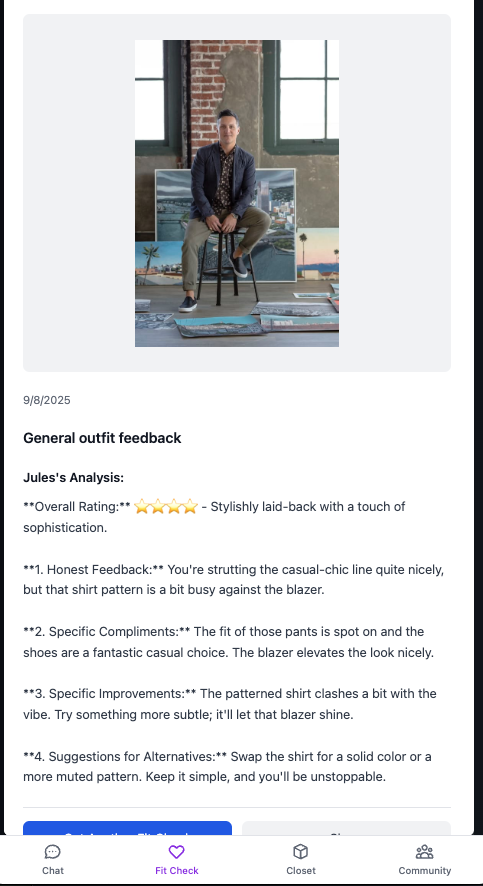 9/8/2025
General outfit feedback
Jules's Analysis:
**Overall Rating:** ⭐⭐⭐⭐ - Stylishly laid-back with a touch of
sophistication.
**1. Honest Feedback:** You're strutting the casual-chic line quite nicely,
but that shirt pattern is a bit busy against the blazer.
**2. Specific Compliments:** The fit of those pants is spot on and the
shoes are a fantastic casual choice. The blazer elevates the look nicely.
**3. Specific Improvements:** The patterned shirt clashes a bit with the
vibe. Try something more subtle; it'll let that blazer shine.
**4. Suggestions for Alternatives:** Swap the shirt for a solid color or a
more muted pattern. Keep it simple, and you'll be unstoppable.
Chat Fit Check Closet Community